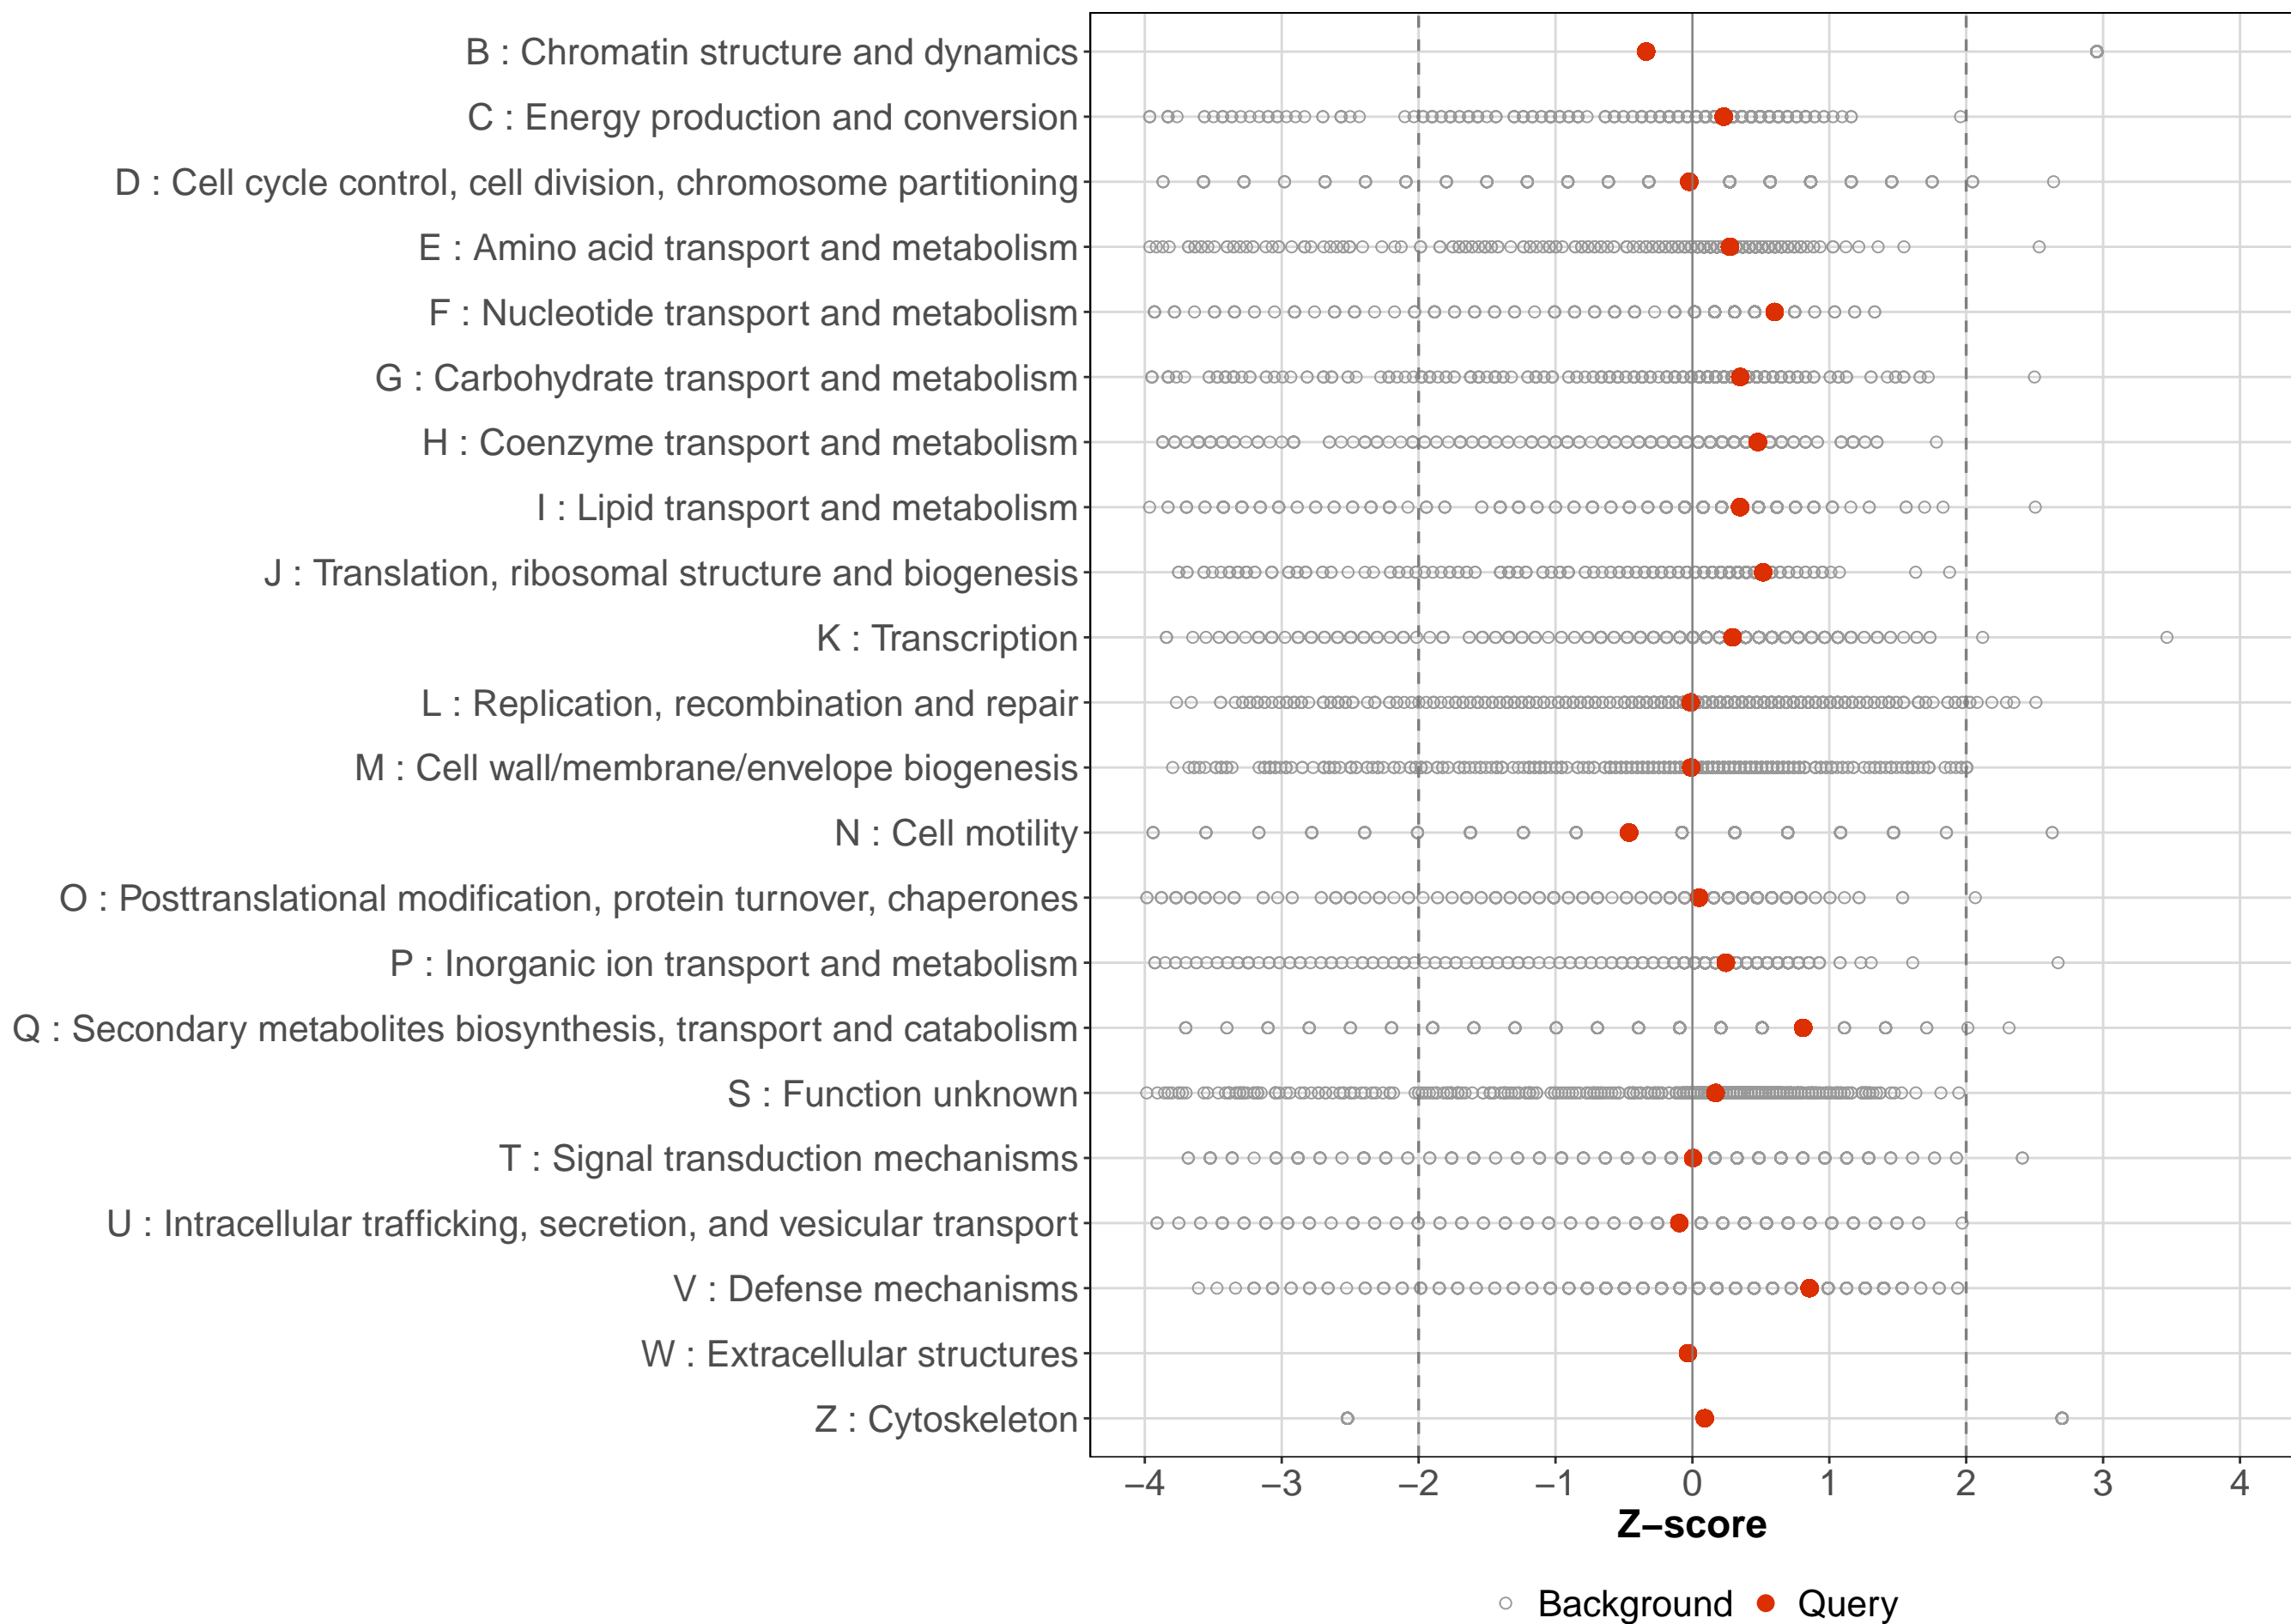 B : Chromatin structure and dynamics
C : Energy production and conversion
D : Cell cycle control, cell division, chromosome partitioning
E : Amino acid transport and metabolism
F : Nucleotide transport and metabolism
G : Carbohydrate transport and metabolism
H : Coenzyme transport and metabolism
I : Lipid transport and metabolism
J : Translation, ribosomal structure and biogenesis
K : Transcription
L : Replication, recombination and repair
M : Cell wall/membrane/envelope biogenesis
N : Cell motility
O : Posttranslational modification, protein turnover, chaperones
P : Inorganic ion transport and metabolism
Q : Secondary metabolites biosynthesis, transport and catabolism
S : Function unknown
T : Signal transduction mechanisms
U : Intracellular trafficking, secretion, and vesicular transport
V : Defense mechanisms
W : Extracellular structures
Z : Cytoskeleton
−4 −3 −2 −1 0 1 2 3 4
Z−score
Background Query